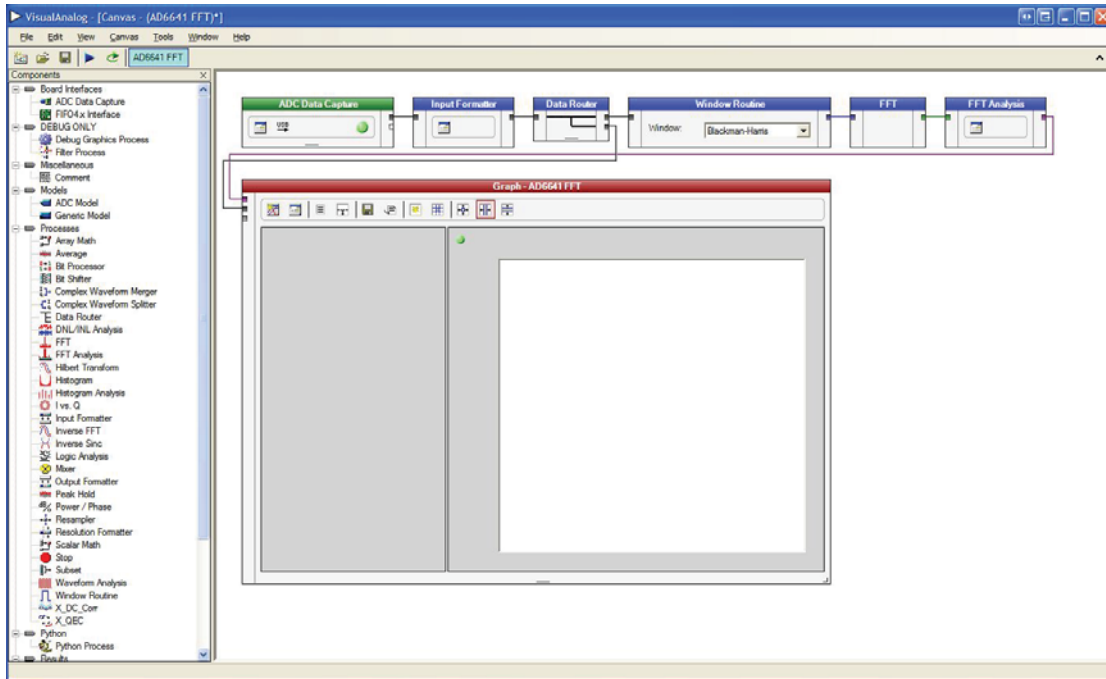 VisualAnalog - [Canvas - (AD6641 FFT)*]
File Edit View Canvas Tools Window Help
AD6641 FFT
Components
Board Interfaces
ADC Data Capture
FIFO4.x Interface
DEBUG ONLY
Debug Graphics Process
Filter Process
Miscellaneous
Comment
Models
ADC Model
Generic Model
Processes
Array Math
Average
Bit Processor
Bit Shifter
Complex Waveform Merger
Complex Waveform Splitter
Data Router
DNL/INL Analysis
FFT
FFT Analysis
Hilbert Transform
Histogram
Histogram Analysis
I vs. Q
Input Formatter
Inverse FFT
Inverse Sinc
Logic Analysis
Mixer
Output Formatter
Peak Hold
Power / Phase
Resampler
Resolution Formatter
Scalar Math
Stop
Subset
Waveform Analysis
Window Routine
X_DC_Corr
X_QEC
Python
Python Process
Results
ADC Data Capture
USB
Input Formatter
Data Router
Window Routine
Window: Blackman-Harris
FFT
FFT Analysis
Graph - AD6641 FFT